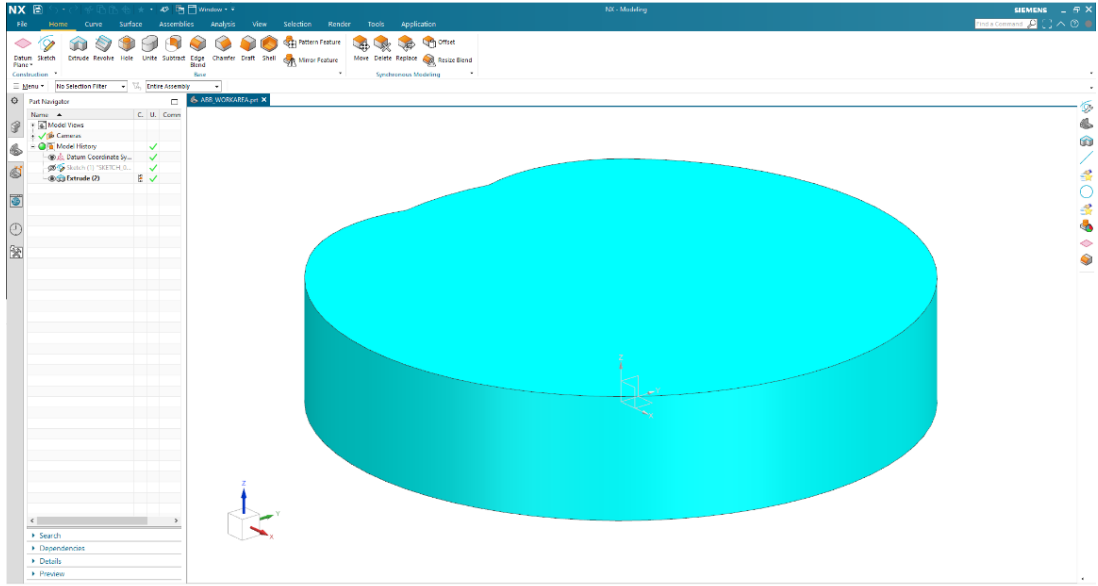 NX Window NX - Modeling SIEMENS
File Home Curve Surface Assemblies Analysis View Selection Render Tools Application Find a Command
Datum Plane Sketch Extrude Revolve Hole Unite Subtract Edge Blend Chamfer Draft Shell Pattern Feature Mirror Feature Move Delete Replace Offset Resize Blend
Construction Base Synchronous Modeling
Menu No Selection Filter Entire Assembly
Part Navigator ABB_WORKAREA.prt
Name C. U. Comm
Model Views
Cameras
Model History
Datum Coordinate Sy...
Sketch (1) "SKETCH_0...
Extrude (2)
Z
Y
X
Z
Y
X
Search
Dependencies
Details
Preview